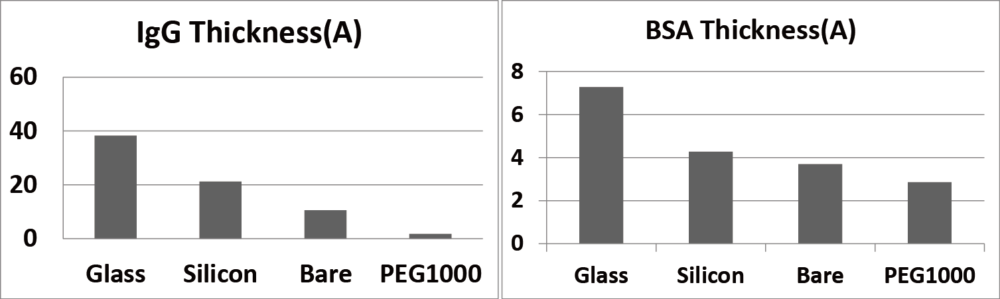 IgG Thickness(A)
60
40
20
0
Glass Silicon Bare PEG1000
BSA Thickness(A)
8
6
4
2
0
Glass Silicon Bare PEG1000